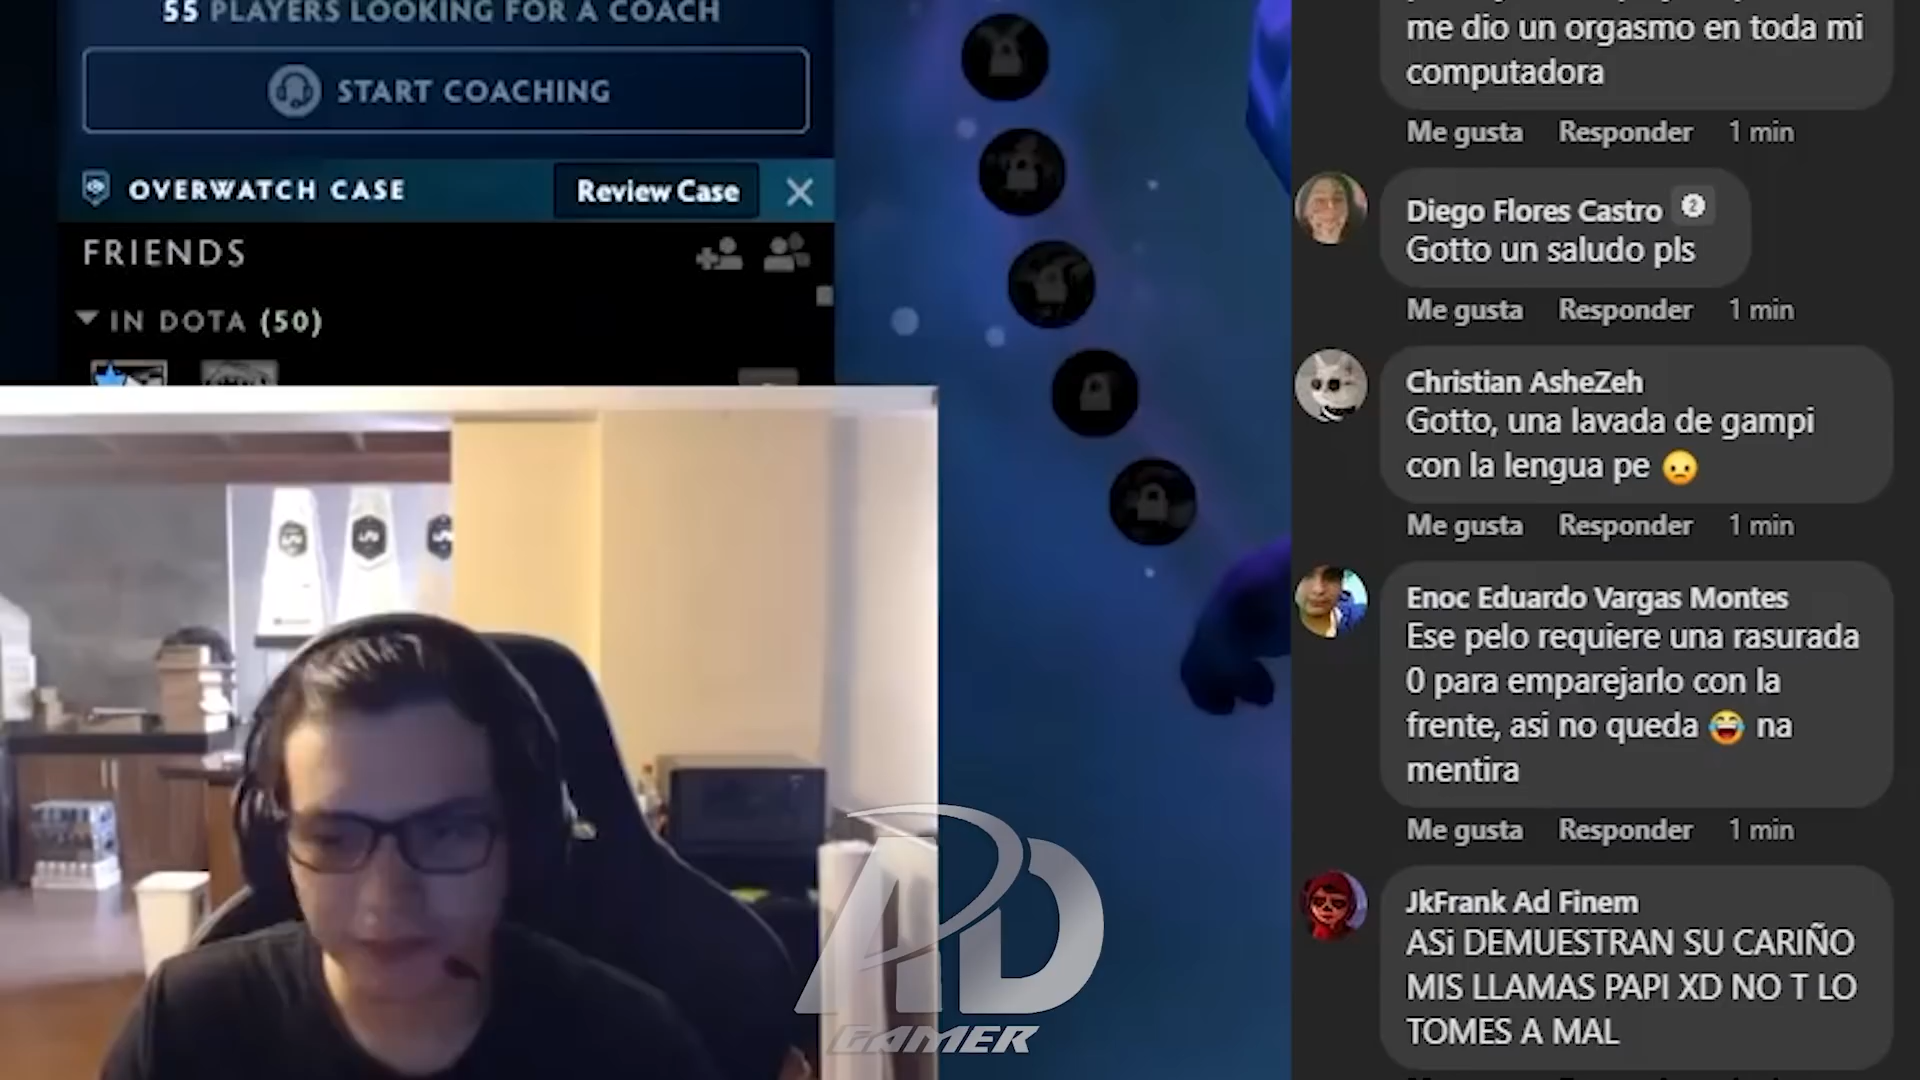 55 PLAYERS LOOKING FOR A COACH
START COACHING
OVERWATCH CASE
Review Case
FRIENDS
IN DOTA (50)
AD
GAMER
me dio un orgasmo en toda mi
computadora
Me gusta Responder 1 min
Diego Flores Castro
Gotto un saludo pls
Me gusta Responder 1 min
Christian AsheZeh
Gotto, una lavada de gampi
con la lengua pe 😞
Me gusta Responder 1 min
Enoc Eduardo Vargas Montes
Ese pelo requiere una rasurada
0 para emparejarlo con la
frente, asi no queda 😂 na
mentira
Me gusta Responder 1 min
JkFrank Ad Finem
ASi DEMUESTRAN SU CARIÑO
MIS LLAMAS PAPI XD NO T LO
TOMES A MAL